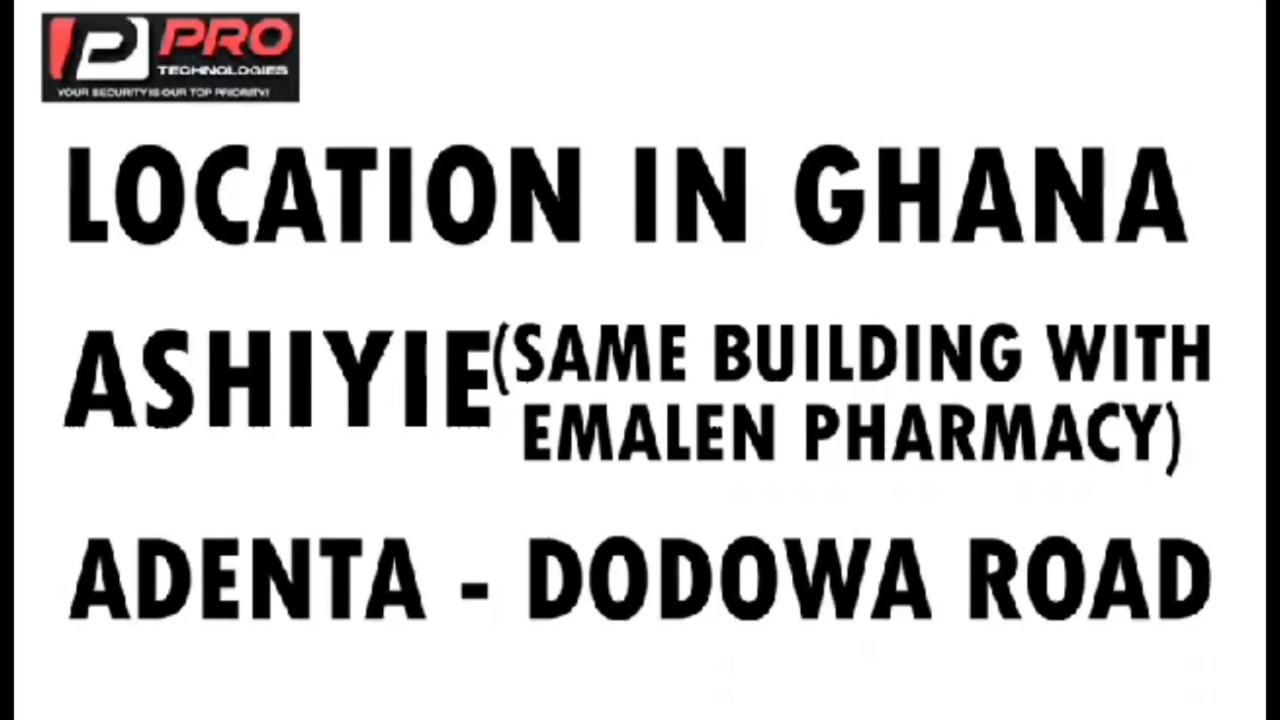 PRO
TECHNOLOGIES
YOUR SECURITY IS OUR TOP PRIORITY!
LOCATION IN GHANA
ASHIYIE (SAME BUILDING WITH
EMALEN PHARMACY)
ADENTA - DODOWA ROAD